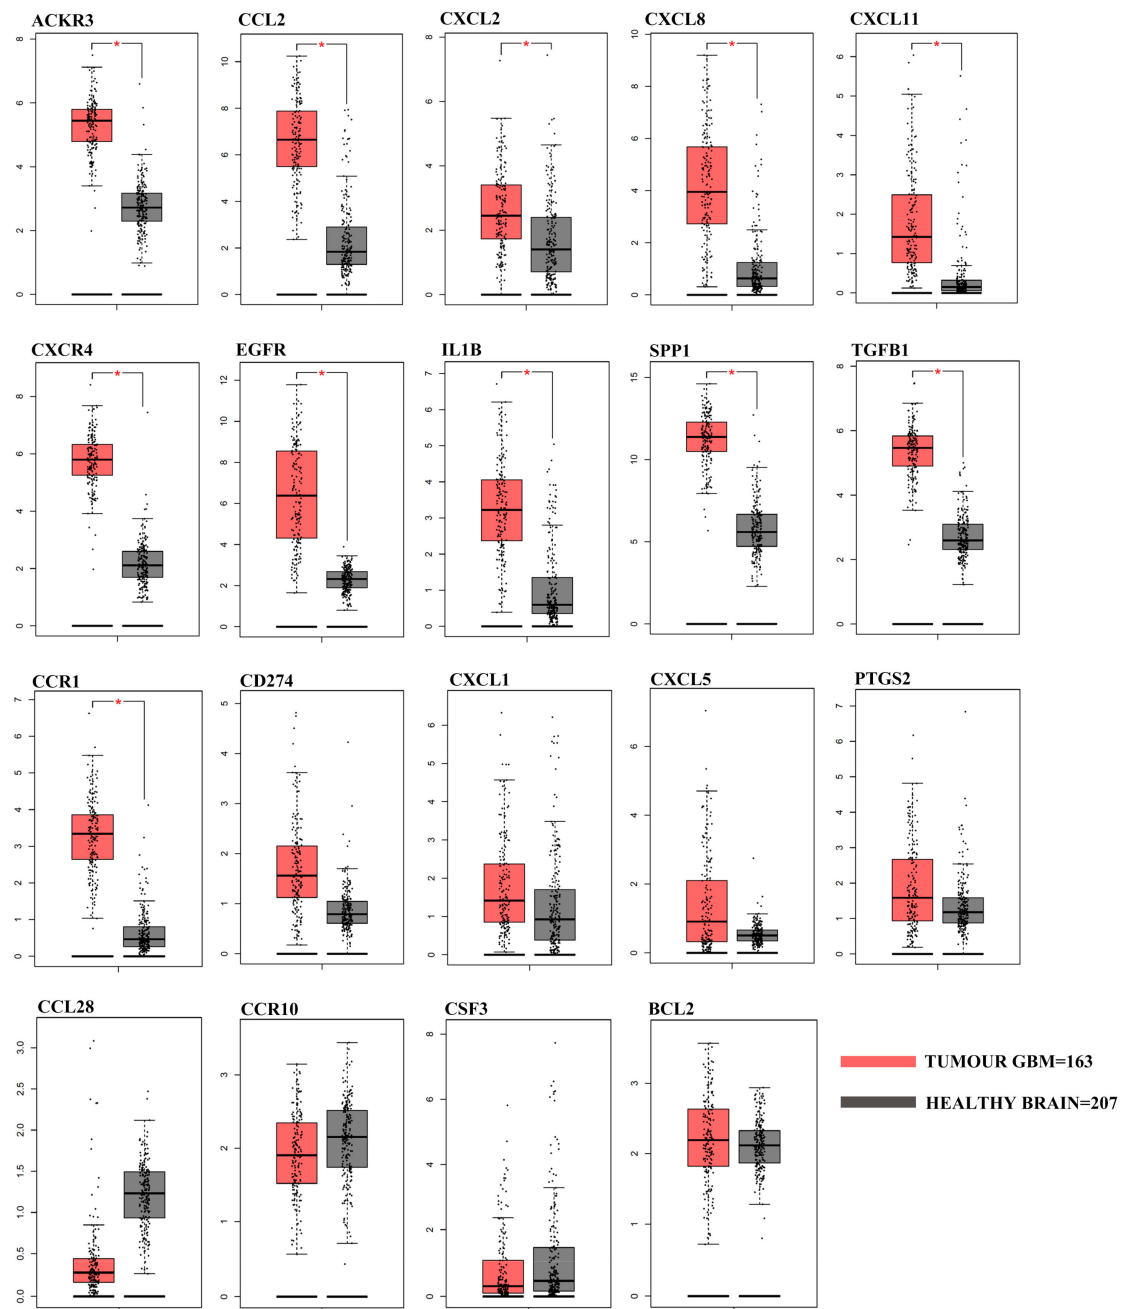 ACKR3 CCL2 CXCL2 CXCL8 CXCL11
* * * * *
0 2 4 6 8
0 2 4 6 8 10
0 2 4 6 8
0 2 4 6 8 10
0 1 2 3 4 5 6
CXCR4 EGFR IL1B SPP1 TGFB1
* * * * *
0 2 4 6 8
0 2 4 6 8 10 12
0 1 2 3 4 5 6 7
0 5 10 15
0 2 4 6 8
CCR1 CD274 CXCL1 CXCL5 PTGS2
*
0 1 2 3 4 5 6 7
0 1 2 3 4 5
0 1 2 3 4 5 6
0 2 4 6
0 1 2 3 4 5 6 7
CCL28 CCR10 CSF3 BCL2
0.0 0.5 1.0 1.5 2.0 2.5 3.0
0 1 2 3
0 2 4 6 8
0 1 2 3
TUMOUR GBM=163
HEALTHY BRAIN=207